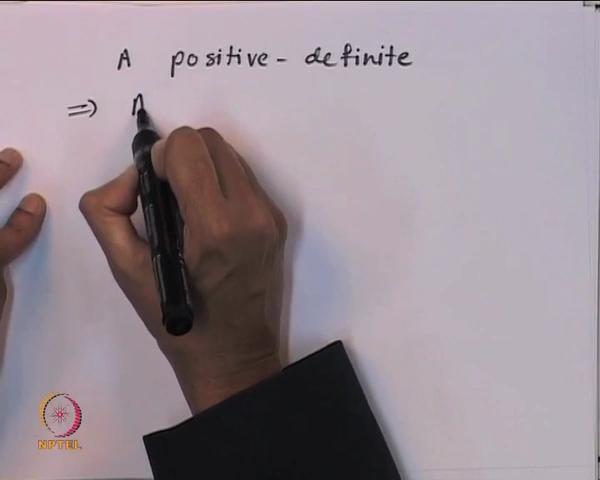 A positive - definite
⇒ A
NPTEL